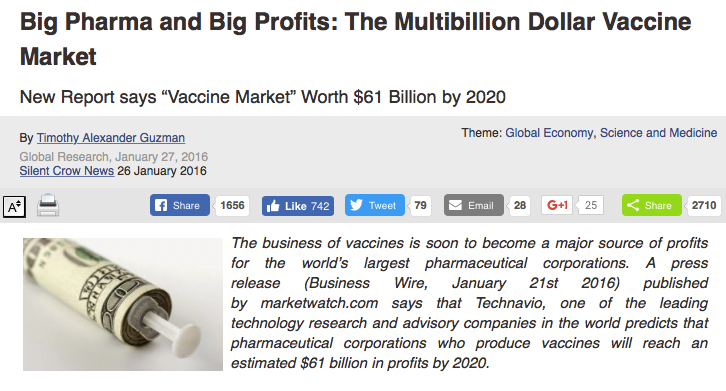 Big Pharma and Big Profits: The Multibillion Dollar Vaccine
Market
New Report says “Vaccine Market” Worth $61 Billion by 2020
By Timothy Alexander Guzman
Theme: Global Economy, Science and Medicine
Global Research, January 27, 2016
Silent Crow News 26 January 2016
A Share 1656 Like 742 Tweet 79 Email 28 G+1 25 Share 2710
The business of vaccines is soon to become a major source of profits
for the world’s largest pharmaceutical corporations. A press
release (Business Wire, January 21st 2016) published
by marketwatch.com says that Technavio, one of the leading
technology research and advisory companies in the world predicts that
pharmaceutical corporations who produce vaccines will reach an
estimated $61 billion in profits by 2020.